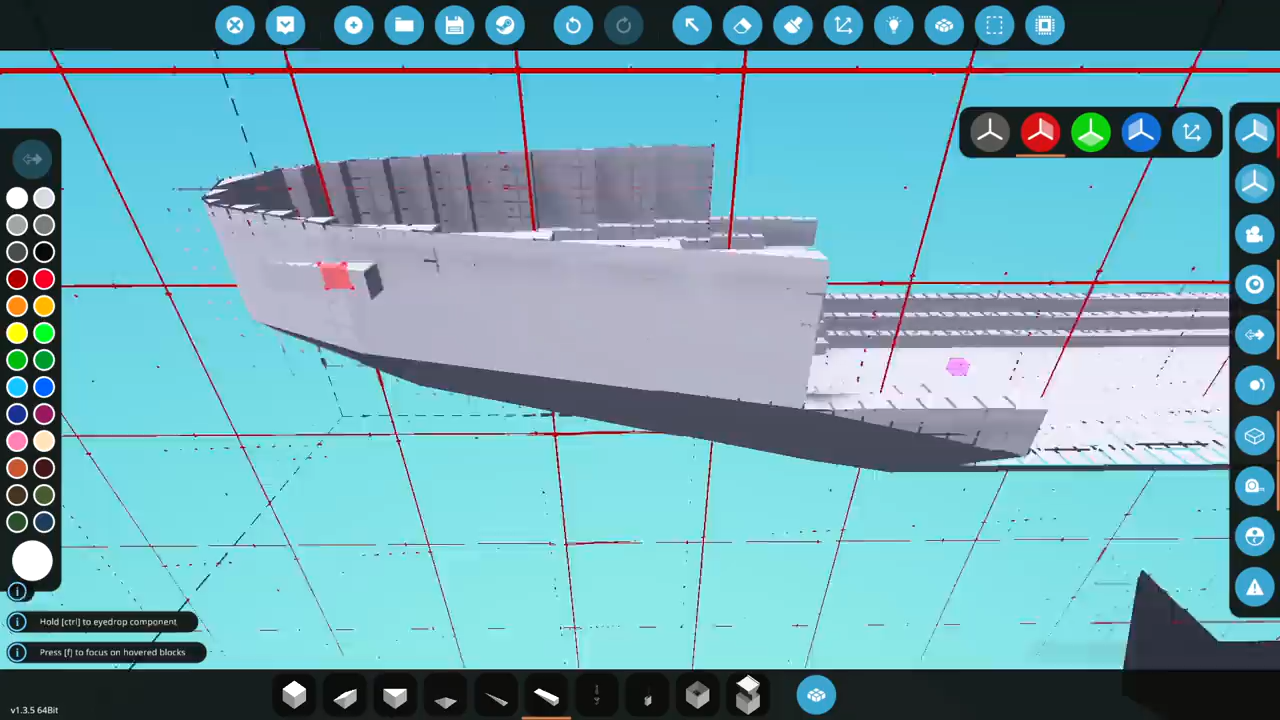 Hold [ctrl] to eyedrop component
Press [f] to focus on hovered blocks
v1.3.5 64Bit